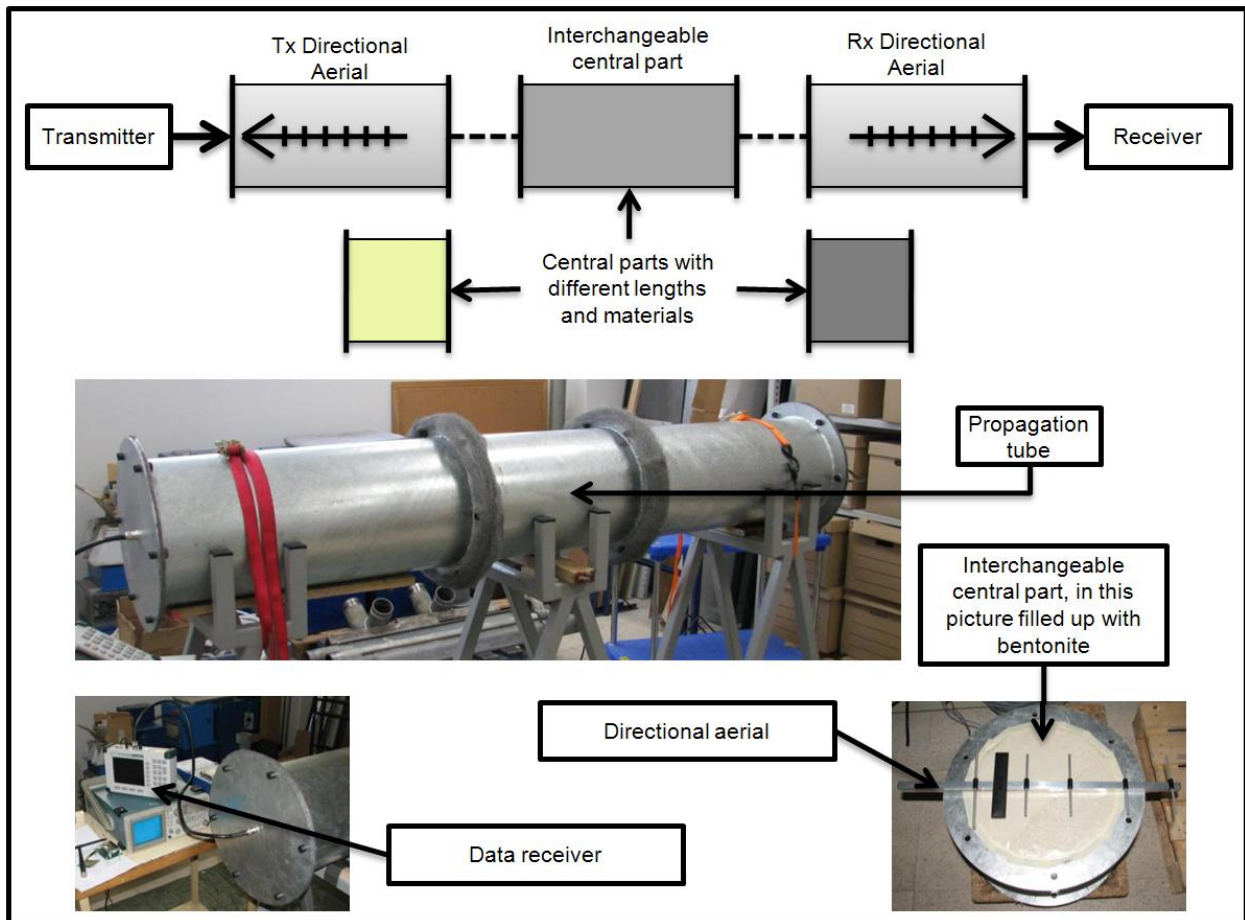 Tx Directional
Aerial
Interchangeable
central part
Rx Directional
Aerial
Transmitter
Receiver
Central parts with
different lengths
and materials
Propagation
tube
Interchangeable
central part, in this
picture filled up with
bentonite
Directional aerial
Data receiver